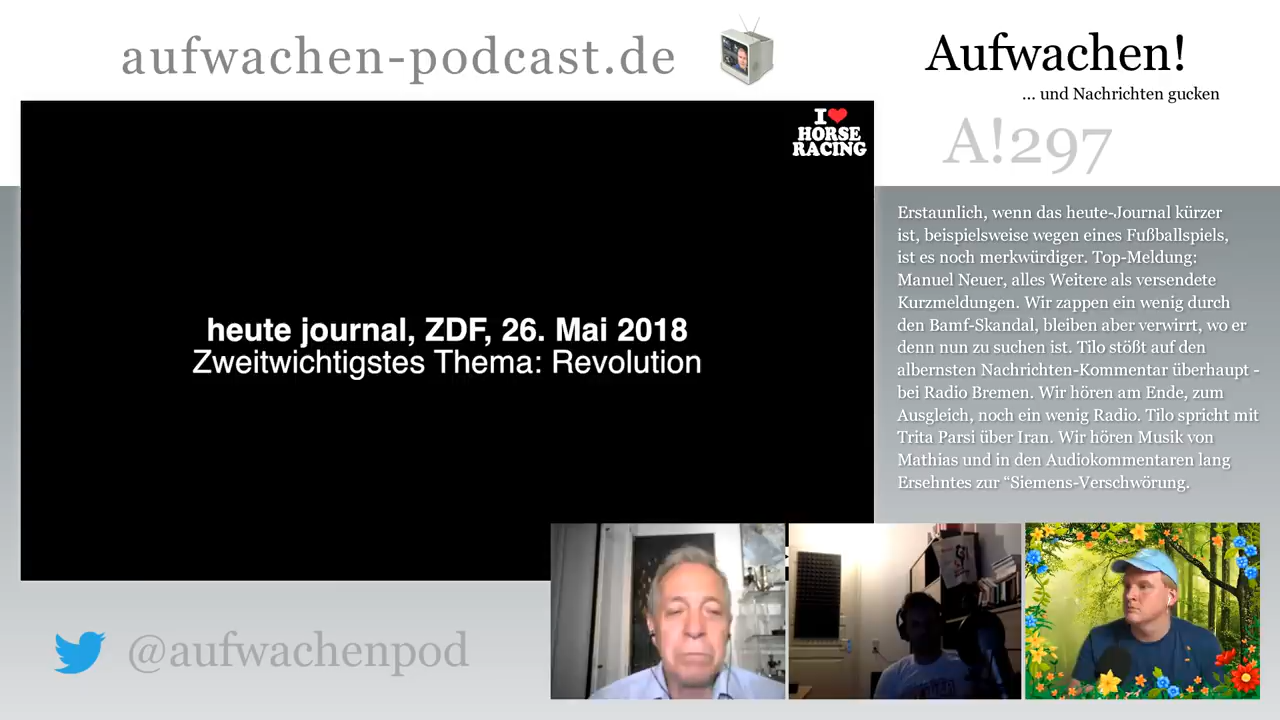 aufwachen-podcast.de
Aufwachen!
... und Nachrichten gucken
A!297
I
HORSE
RACING
heute journal, ZDF, 26. Mai 2018
Zweitwichtigstes Thema: Revolution
Erstaunlich, wenn das heute-Journal kürzer
ist, beispielsweise wegen eines Fußballspiels,
ist es noch merkwürdiger. Top-Meldung:
Manuel Neuer, alles Weitere als versendete
Kurzmeldungen. Wir zappen ein wenig durch
den Bamf-Skandal, bleiben aber verwirrt, wo er
denn nun zu suchen ist. Tilo stößt auf den
albernsten Nachrichten-Kommentar überhaupt -
bei Radio Bremen. Wir hören am Ende, zum
Ausgleich, noch ein wenig Radio. Tilo spricht mit
Trita Parsi über Iran. Wir hören Musik von
Mathias und in den Audiokommentaren lang
Ersehntes zur “Siemens-Verschwörung.
@aufwachenpod